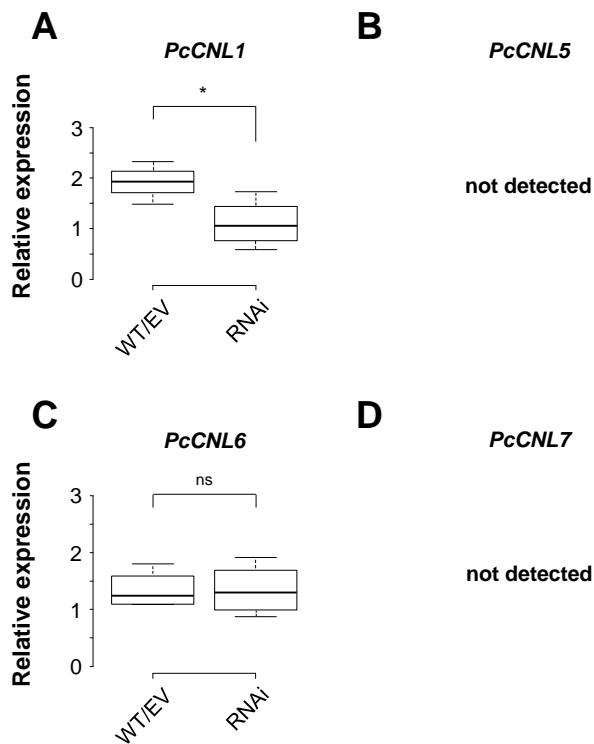 A
PcCNL1
*
Relative expression
3
2
1
0
WT/EV
RNAi
B
PcCNL5
not detected
C
PcCNL6
ns
Relative expression
3
2
1
0
WT/EV
RNAi
D
PcCNL7
not detected